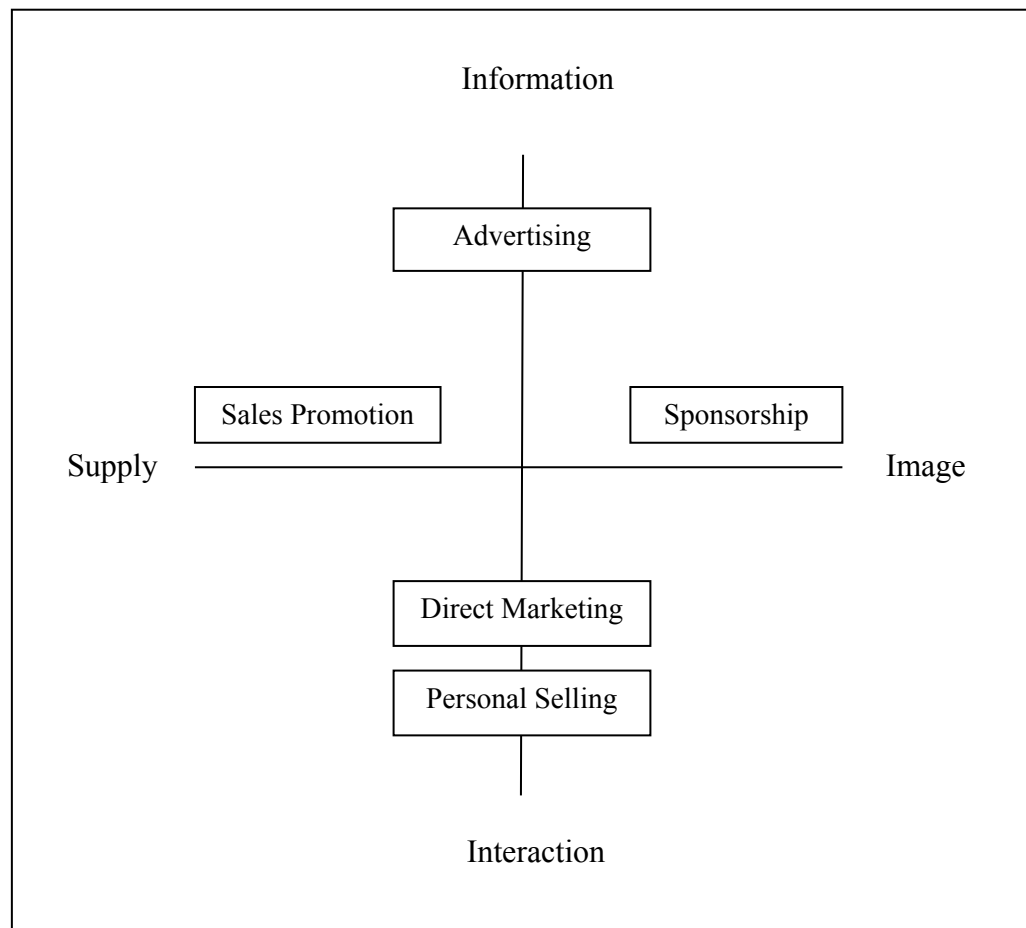 Information
Advertising
Sales Promotion
Sponsorship
Supply
Image
Direct Marketing
Personal Selling
Interaction